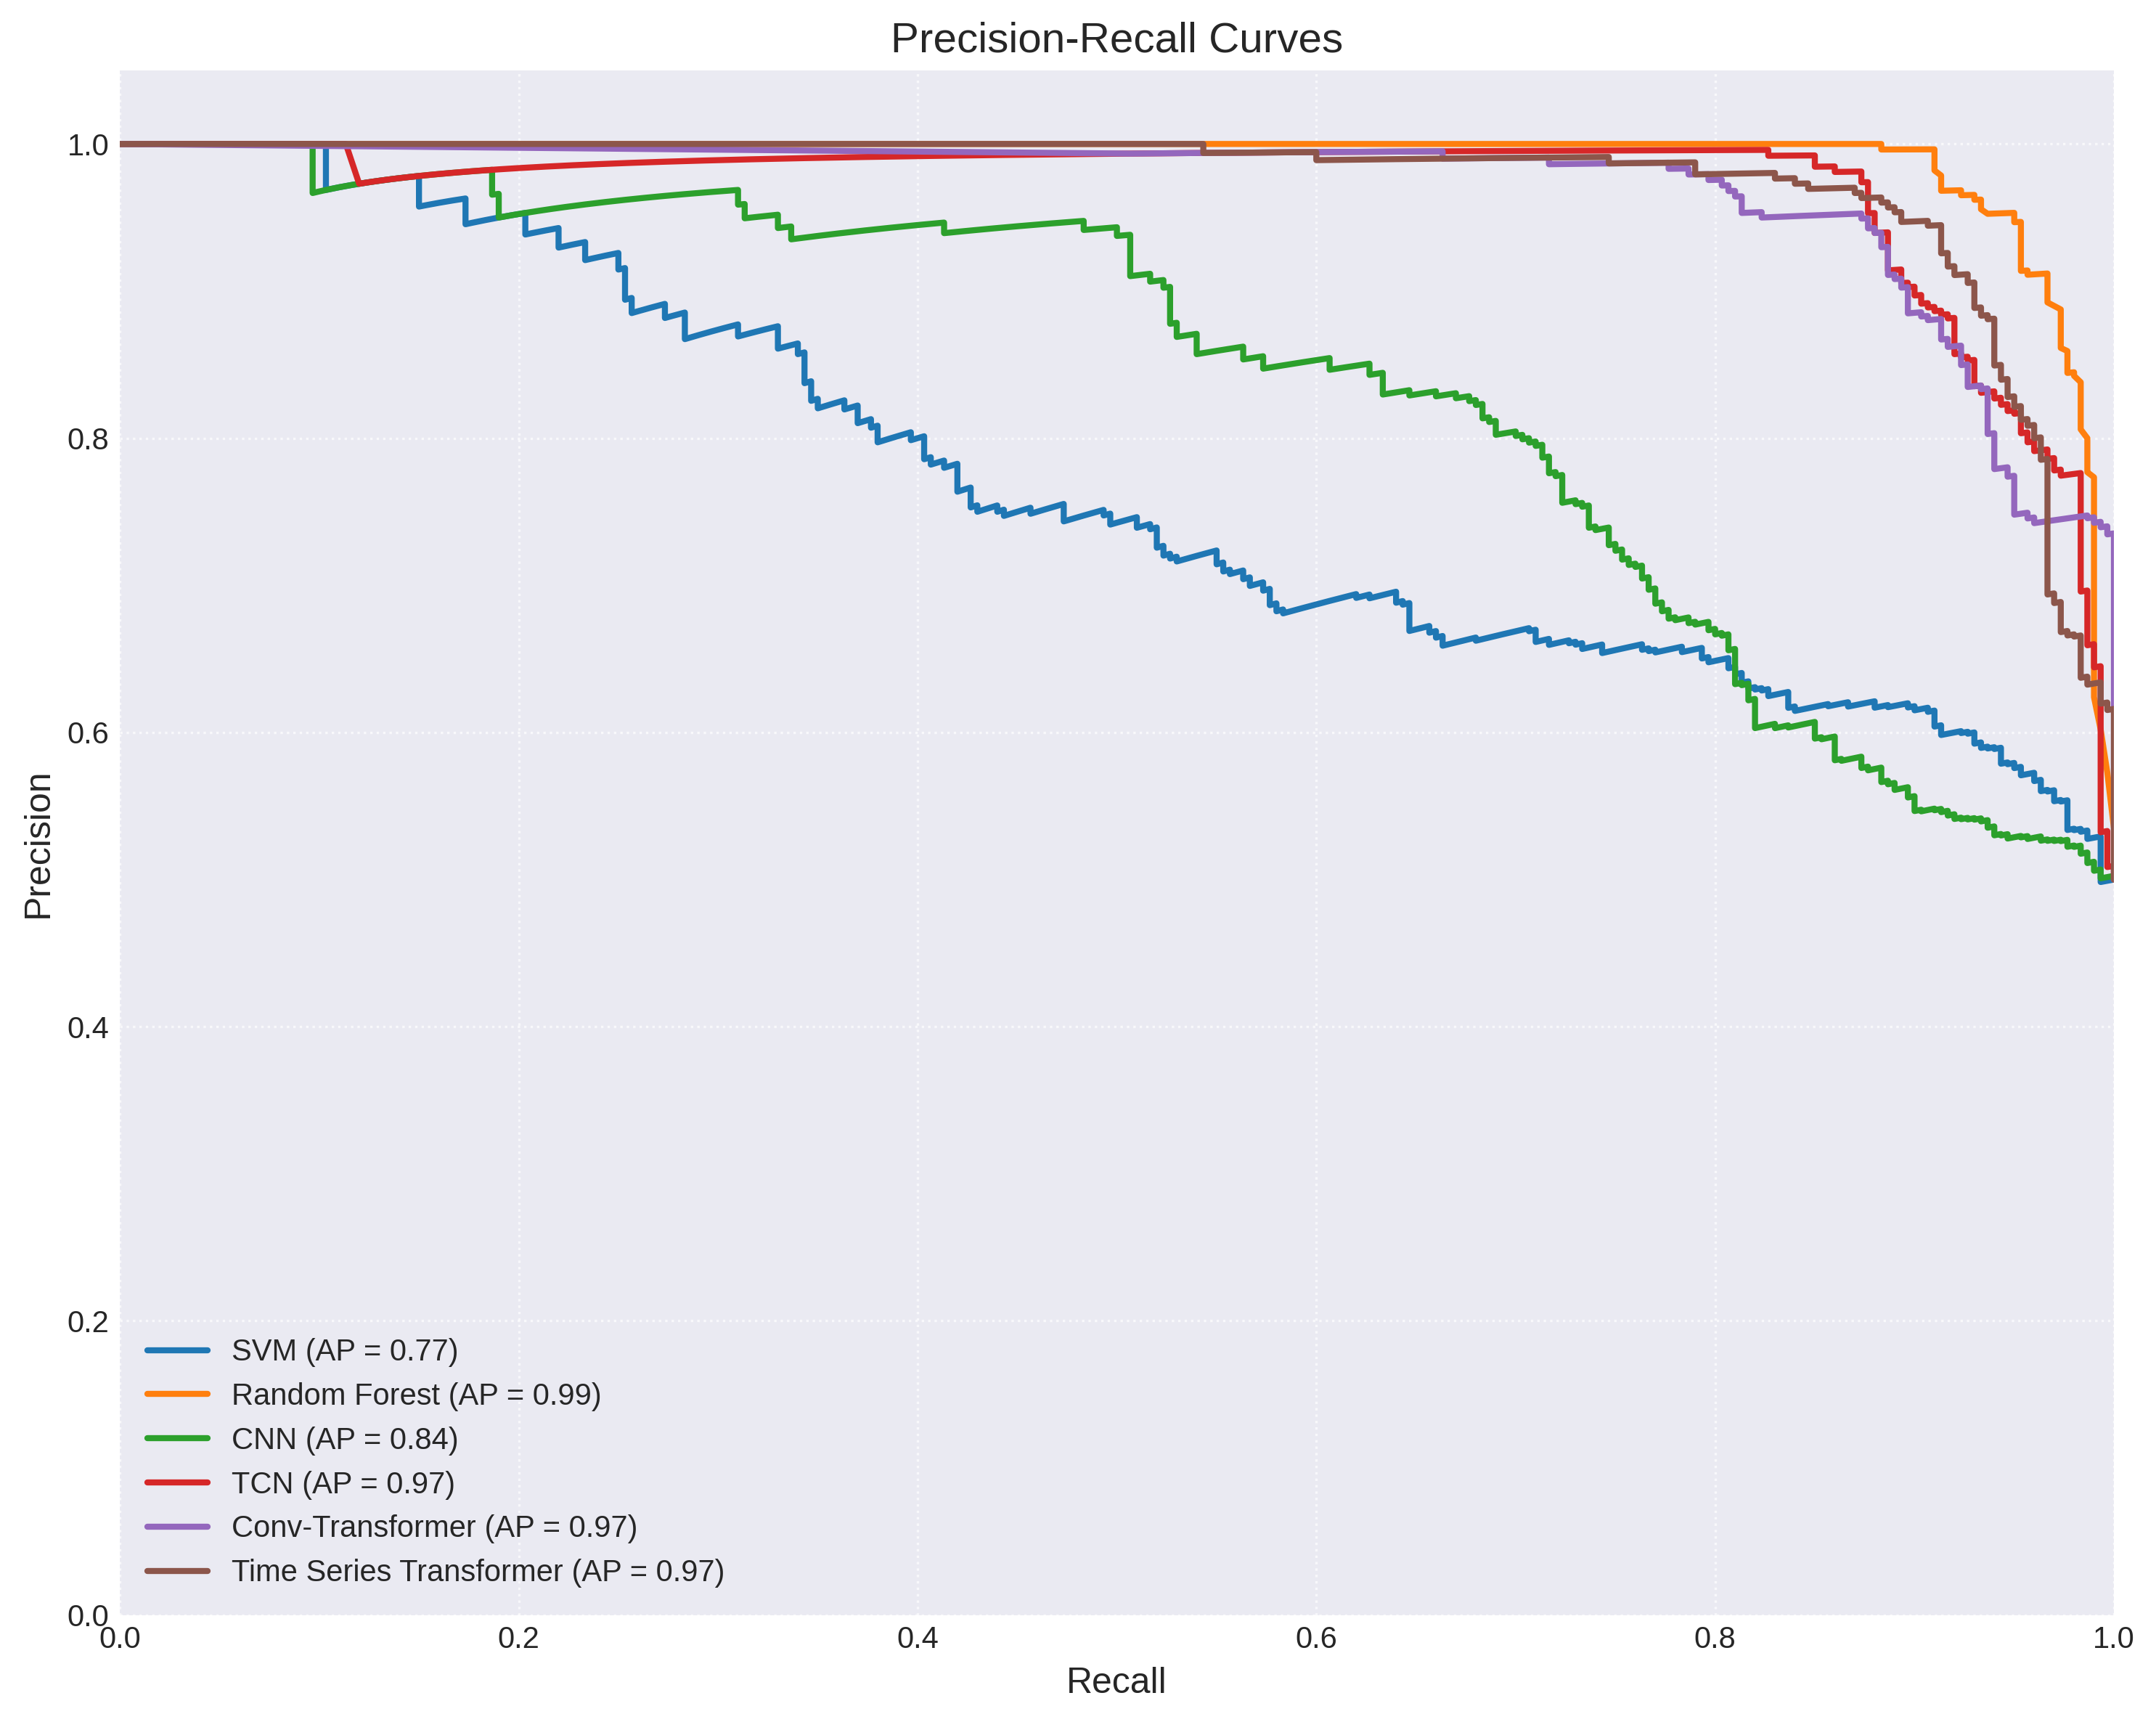 Precision-Recall Curves
1.0
0.8
0.6
0.4
0.2
0.0
Precision
SVM (AP = 0.77)
Random Forest (AP = 0.99)
CNN (AP = 0.84)
TCN (AP = 0.97)
Conv-Transformer (AP = 0.97)
Time Series Transformer (AP = 0.97)
0.0 0.2 0.4 0.6 0.8 1.0
Recall